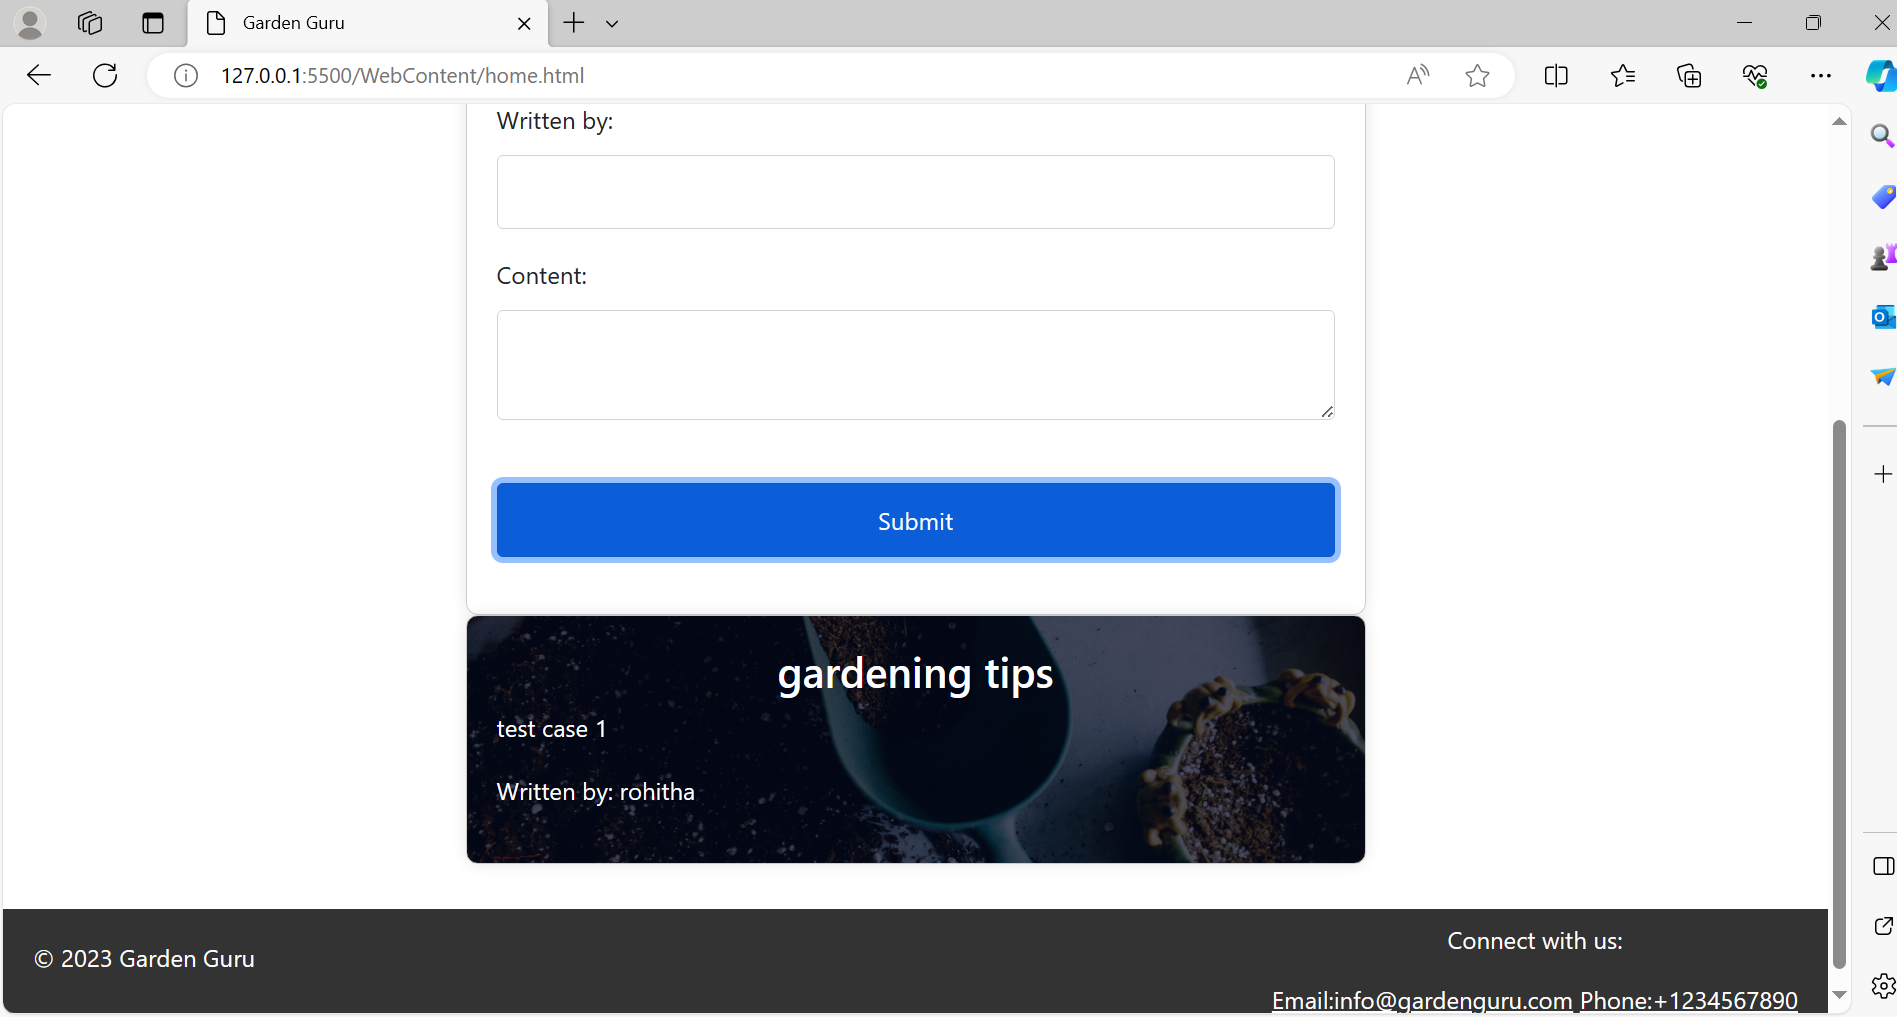 Garden Guru
127.0.0.1:5500/WebContent/home.html
Written by:
Content:
Submit
gardening tips
test case 1
Written by: rohitha
© 2023 Garden Guru
Connect with us:
Email:info@gardenguru.com Phone:+1234567890